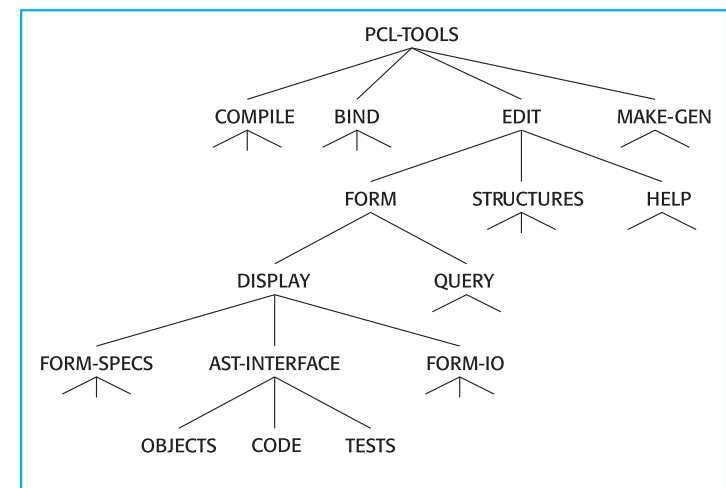 PCL-TOOLS
COMPILE BIND EDIT MAKE-GEN
FORM STRUCTURES HELP
DISPLAY QUERY
FORM-SPECS AST-INTERFACE FORM-IO
OBJECTS CODE TESTS